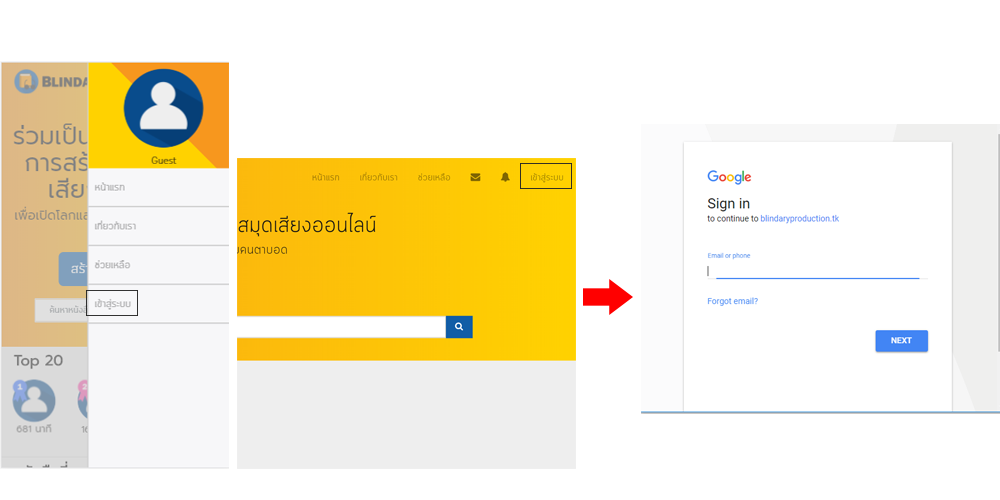 BLINDA
ร่วมเป็น
การสร้
เสีย
เพื่อเปิดโลกแล
สร้
ค้นหาหนังสื
Top 20
1
2
681 นาที
Guest
หน้าแรก
เกี่ยวกับเรา
ช่วยเหลือ
เข้าสู่ระบบ
หน้าแรก เกี่ยวกับเรา ช่วยเหลือ เข้าสู่ระบบ
สมุดเสียงออนไลน์
คนตาบอด
Google
Sign in
to continue to blindaryproduction.tk
Email or phone
Forgot email?
NEXT